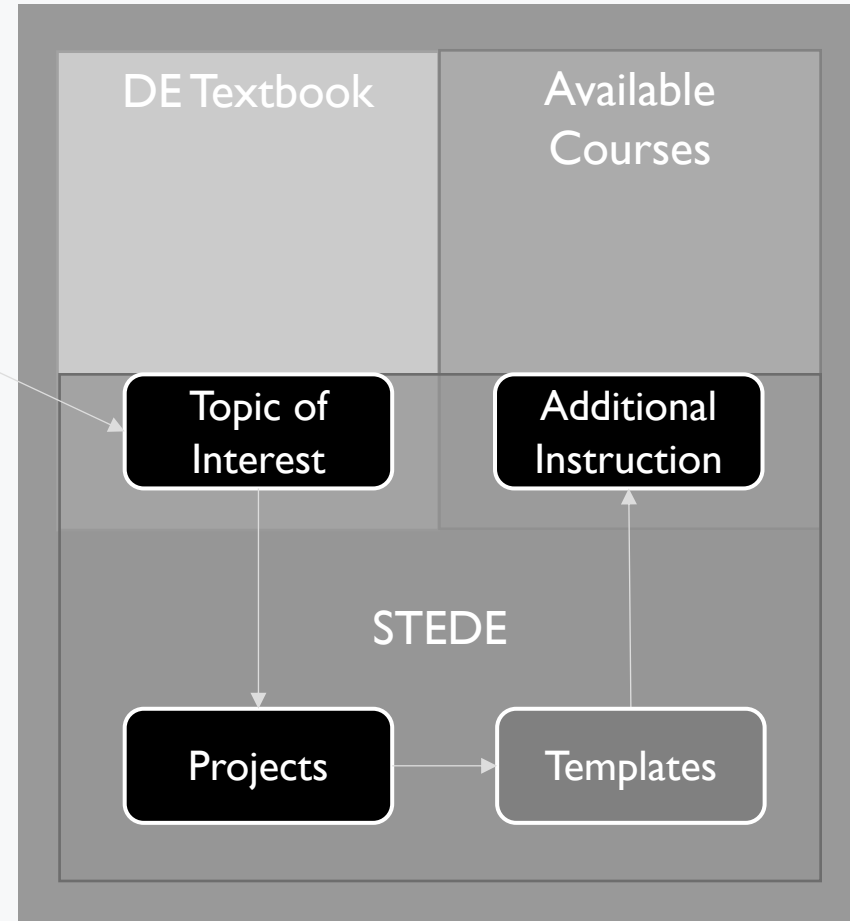 DE Textbook
Available
Courses
Topic of
Interest
Additional
Instruction
STEDE
Projects
Templates